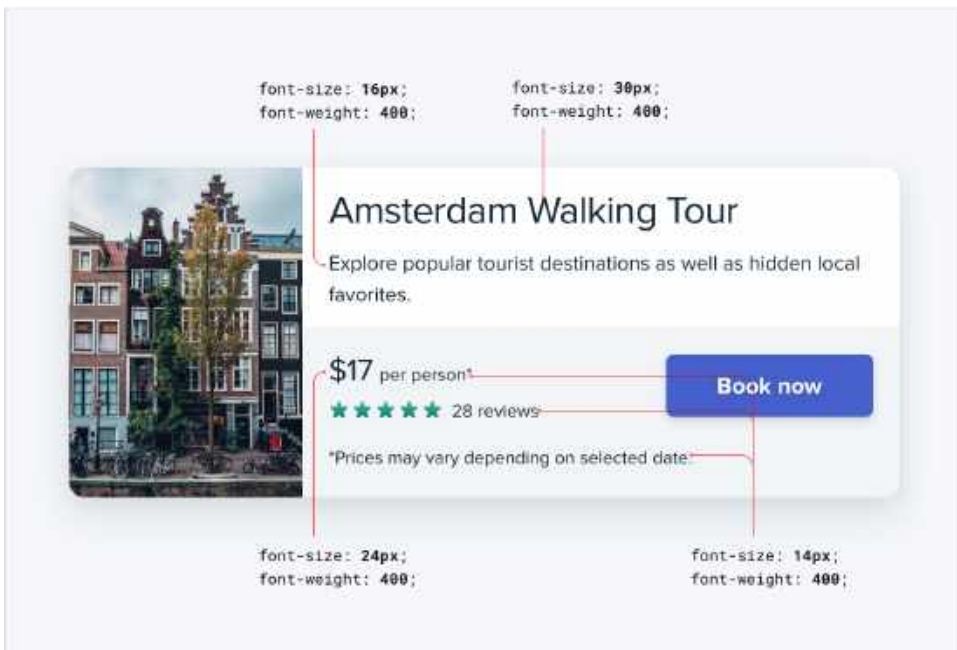 font-size: 16px;
font-weight: 400;
font-size: 30px;
font-weight: 400;
Amsterdam Walking Tour
Explore popular tourist destinations as well as hidden local
favorites.
$17 per person*
Book now
28 reviews
*Prices may vary depending on selected date.
font-size: 24px;
font-weight: 400;
font-size: 14px;
font-weight: 400;